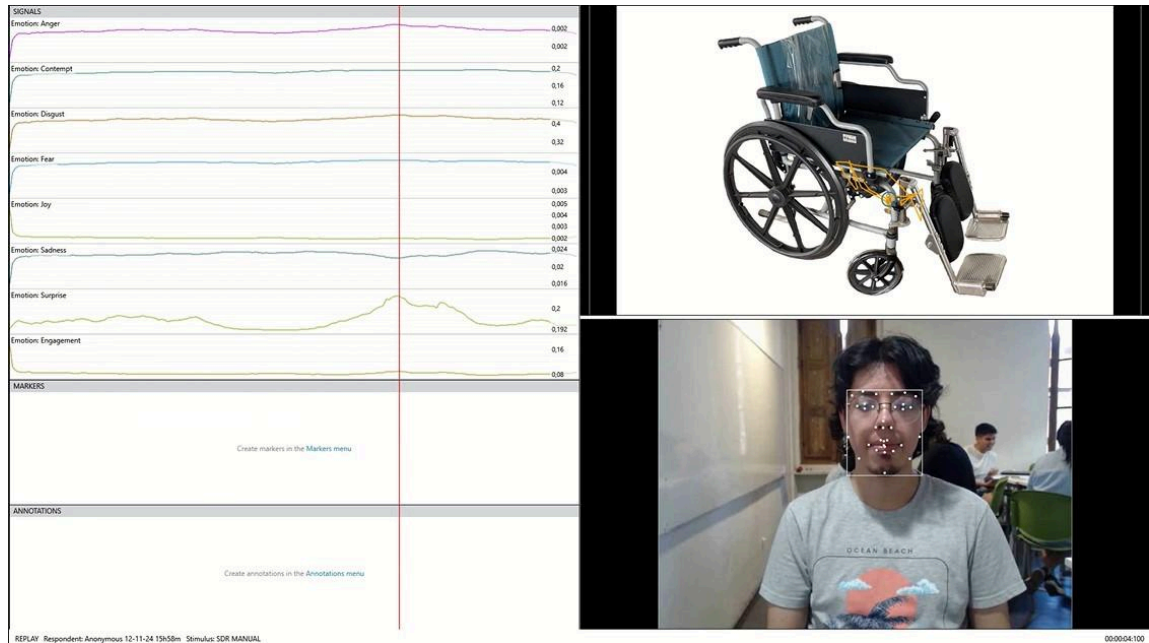 SIGNALS
Emotion: Anger
0,002
0,002
Emotion: Contempt
0,2
0,16
0,12
Emotion: Disgust
0,4
0,32
Emotion: Fear
0,004
0,003
Emotion: Joy
0,005
0,004
0,003
0,002
Emotion: Sadness
0,024
0,02
0,016
Emotion: Surprise
0,2
0,192
Emotion: Engagement
0,16
0,08
MARKERS
Create markers in the Markers menu
ANNOTATIONS
Create annotations in the Annotations menu
OCEAN BEACH
REPLAY Respondent: Anonymous 12-11-24 15h58m Stimulus: SDR MANUAL
00:00:04:100